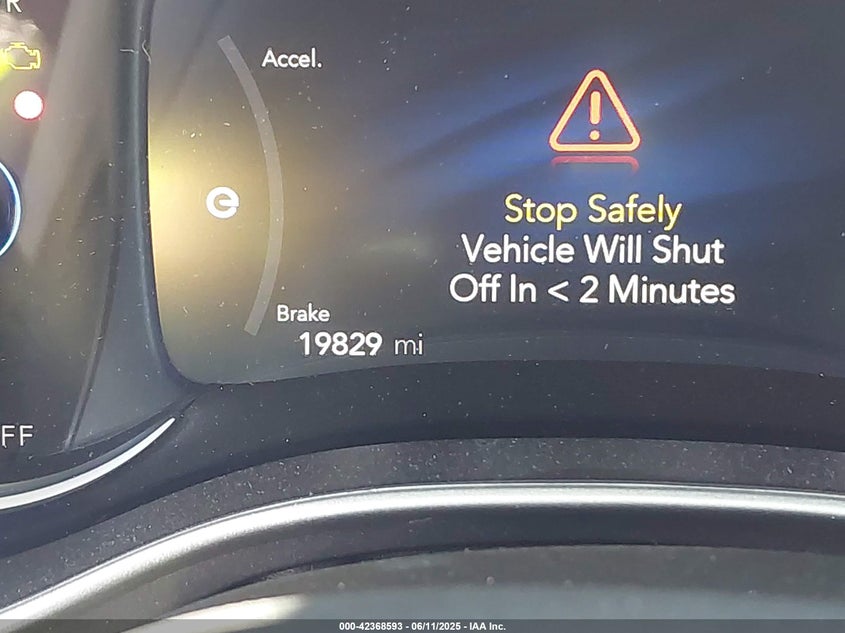 R
Accel.
Stop Safely
Vehicle Will Shut
Off In < 2 Minutes
Brake
19829 mi
FF
000-42368593 - 06/11/2025 - IAA Inc.